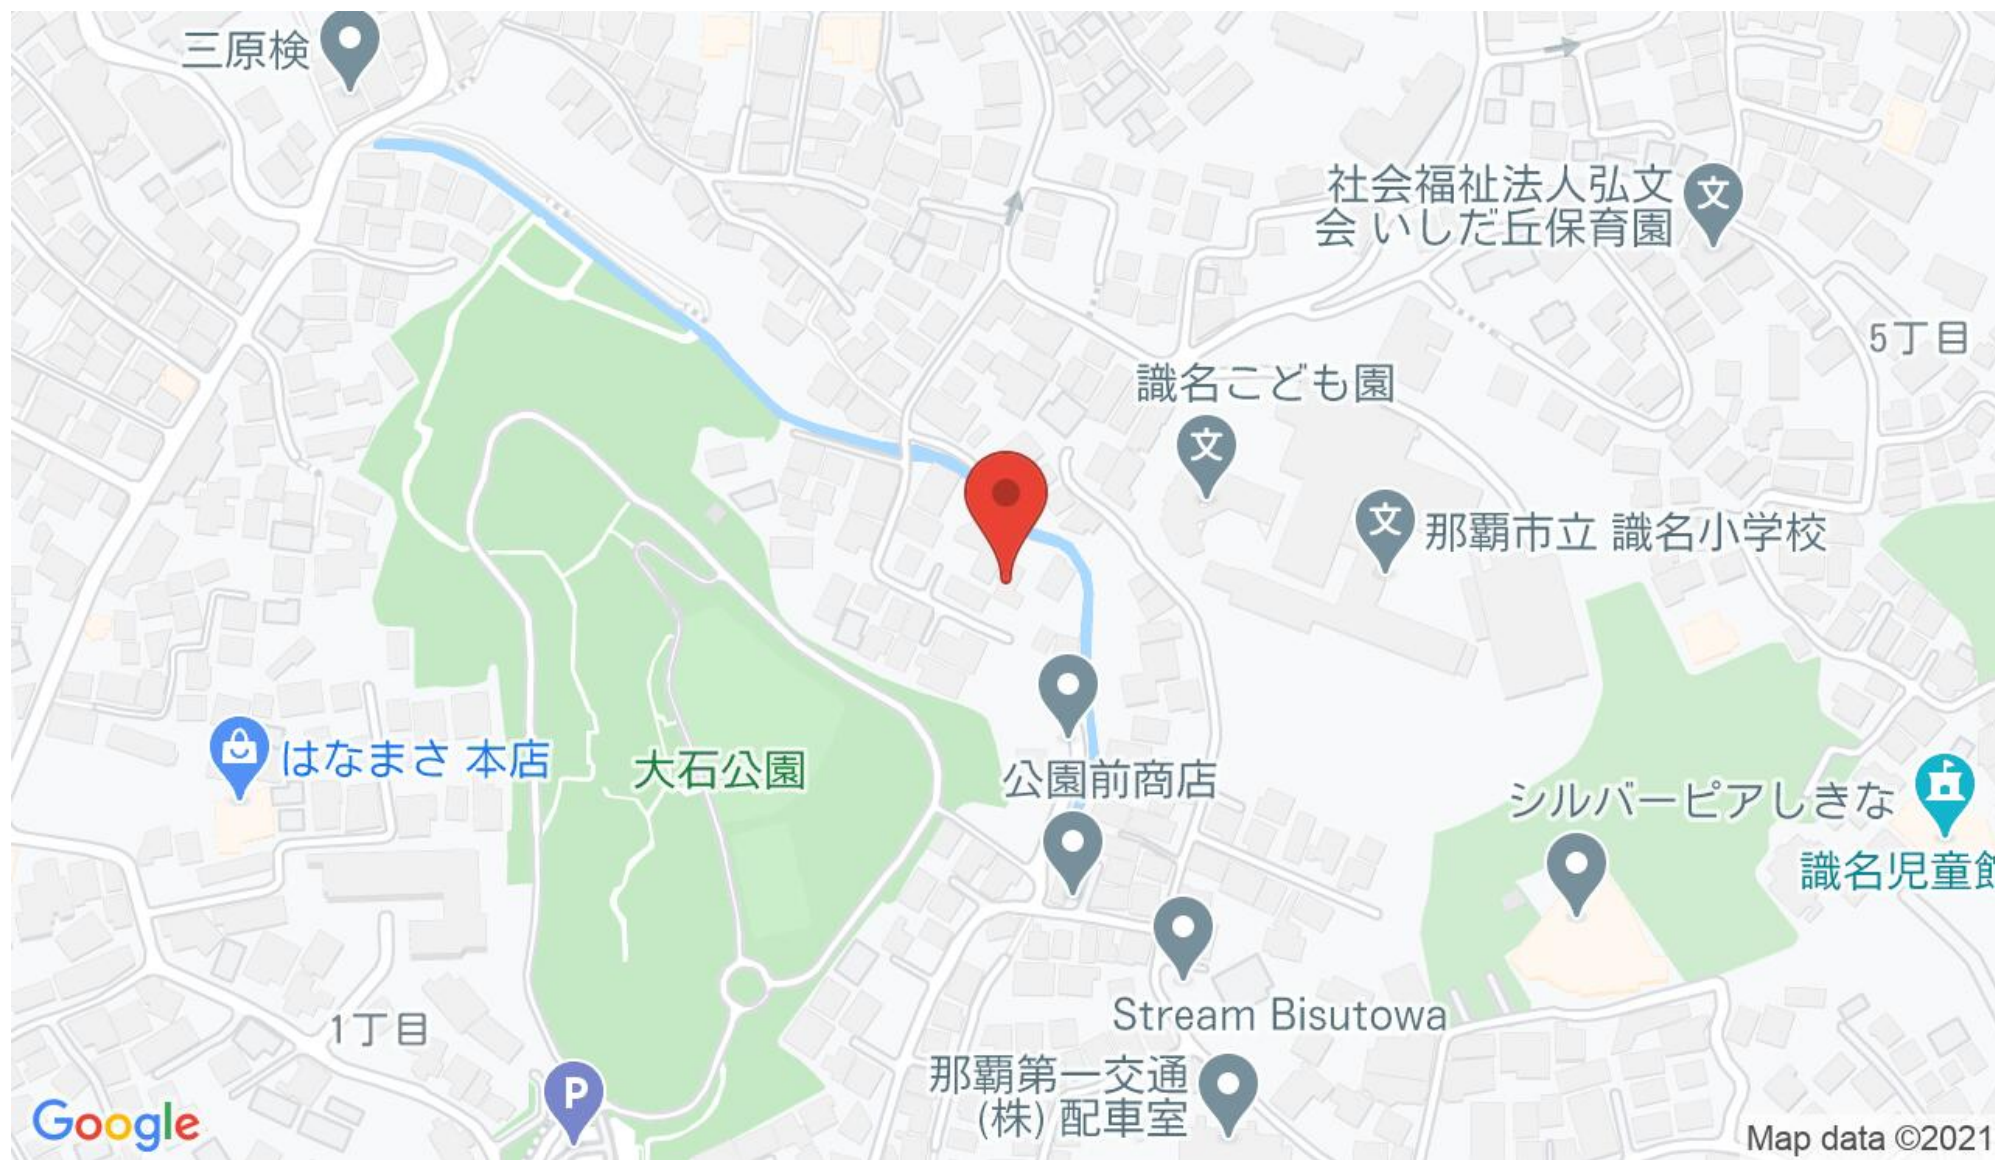 三原検
社会福祉法人弘文
会 いしだ丘保育園
文
5丁目
識名こども園
文
文
那覇市立 識名小学校
はなまさ 本店
大石公園
公園前商店
シルバーピアしきな
識名児童館
Stream Bisutowa
1丁目
那覇第一交通
(株) 配車室
P
Google
Map data ©2021